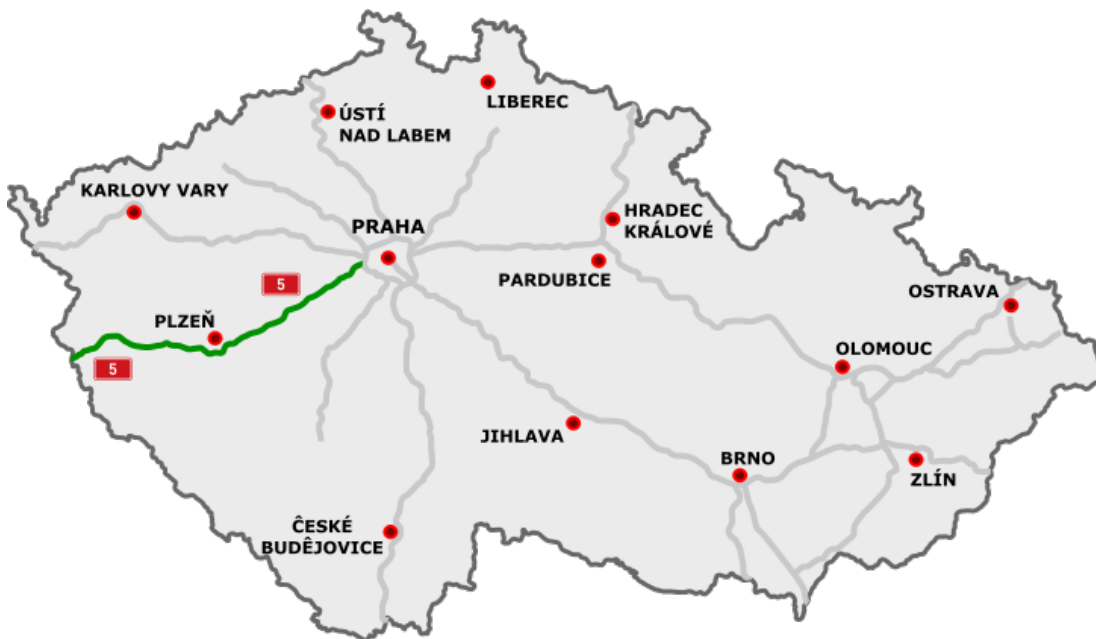 LIBEREC
ÚSTÍ
NAD LABEM
KARLOVY VARY
HRADEC
KRÁLOVÉ
PRAHA
PARDUBICE
5
OSTRAVA
PLZEŇ
OLOMOUC
5
JIHLAVA
BRNO
ZLÍN
ČESKÉ
BUDĚJOVICE